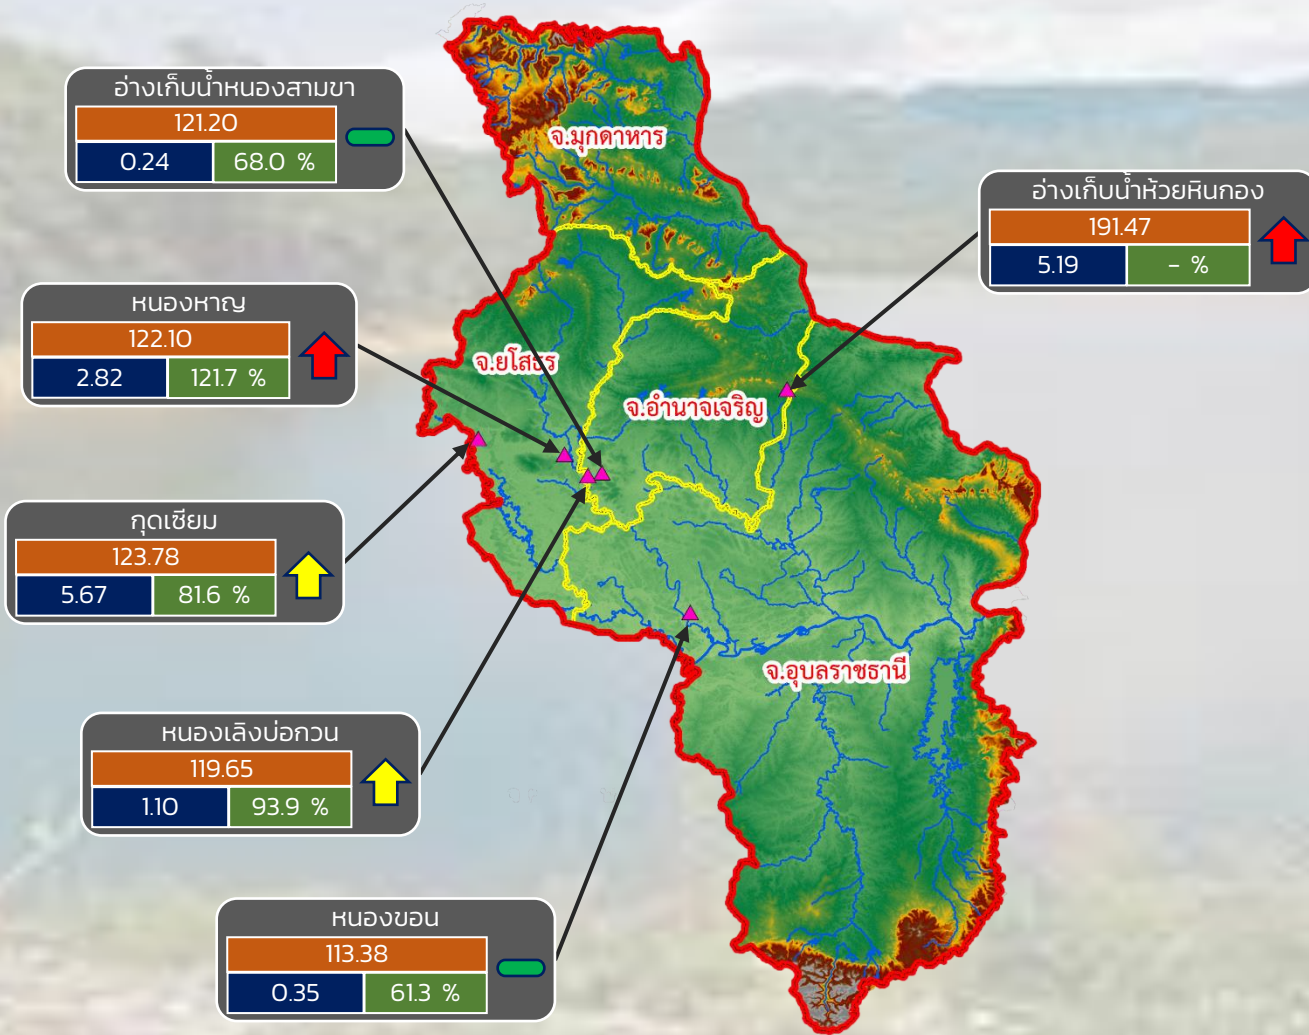 อ่างเก็บน้ำหนองสามขา
121.20
0.24 68.0 %
จ.มุกดาหาร
อ่างเก็บน้ำห้วยหินกอง
191.47
5.19 - %
หนองหาญ
122.10
2.82 121.7 %
จ.ยโสธร
จ.อำนาจเจริญ
กุดเซียม
123.78
5.67 81.6 %
จ.อุบลราชธานี
หนองเลิงบ่อกวน
119.65
1.10 93.9 %
หนองขอน
113.38
0.35 61.3 %